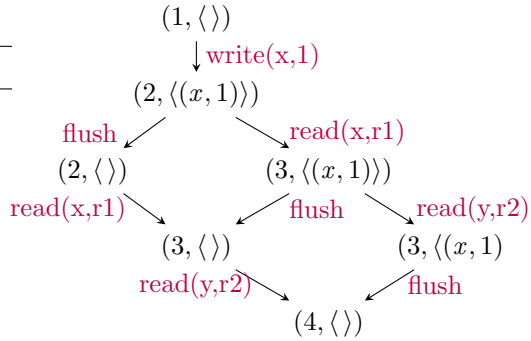 (1, ⟨ ⟩)
write(x,1)
(2, ⟨(x, 1)⟩)
flush
read(x,r1)
(2, ⟨ ⟩)
(3, ⟨(x, 1)⟩)
read(x,r1)
flush
read(y,r2)
(3, ⟨ ⟩)
(3, ⟨(x, 1)
read(y,r2)
flush
(4, ⟨ ⟩)